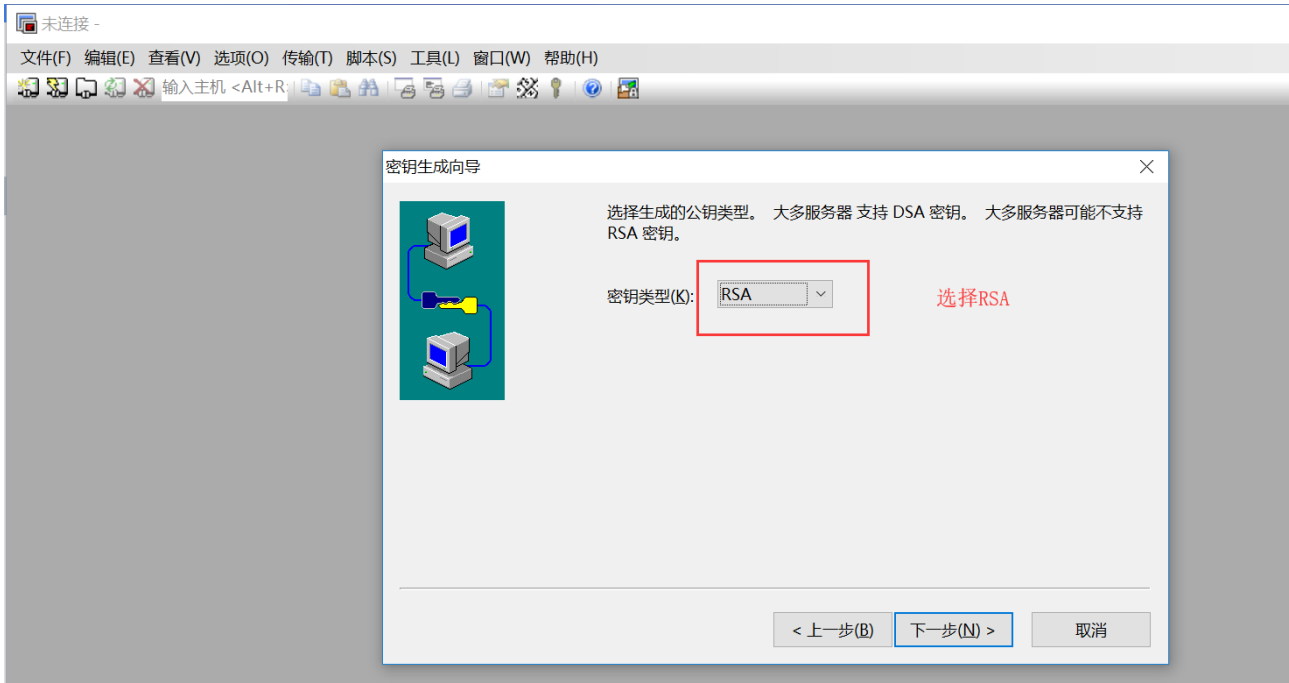 未连接 -
文件(F) 编辑(E) 查看(V) 选项(O) 传输(T) 脚本(S) 工具(L) 窗口(W) 帮助(H)
输入主机 <Alt+R
密钥生成向导
选择生成的公钥类型。 大多服务器 支持 DSA 密钥。 大多服务器可能不支持
RSA 密钥。
密钥类型(K): RSA 选择RSA
< 上一步(B) 下一步(N) > 取消